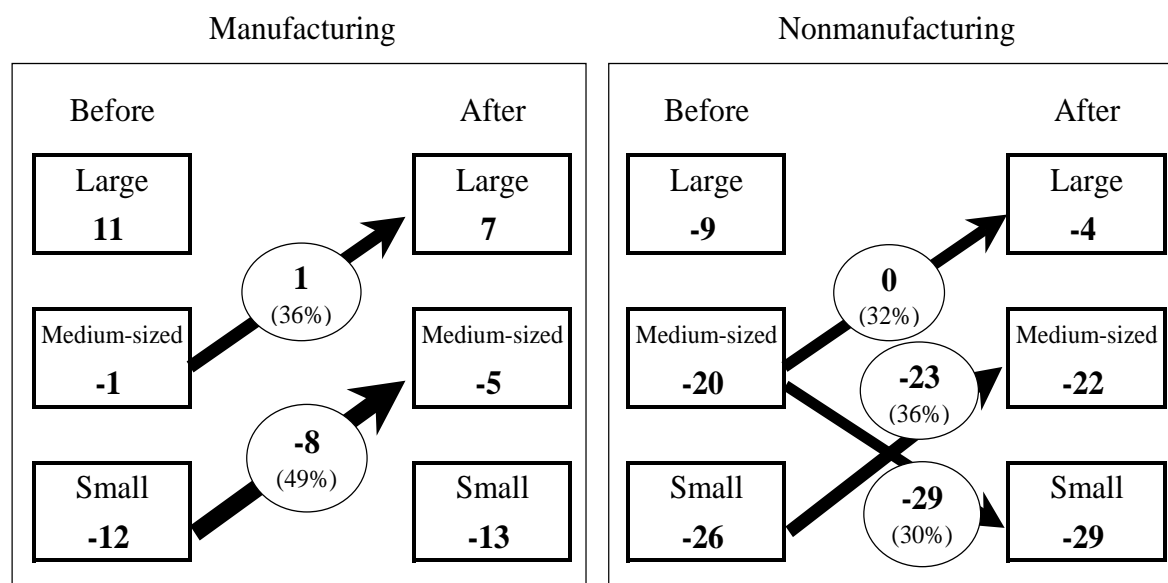 Manufacturing
Before
After
Large
11
Large
7
1
(36%)
Medium-sized
-1
Medium-sized
-5
-8
(49%)
Small
-12
Small
-13
Nonmanufacturing
Before
After
Large
-9
Large
-4
0
(32%)
Medium-sized
-20
Medium-sized
-22
-23
(36%)
Small
-26
Small
-29
-29
(30%)